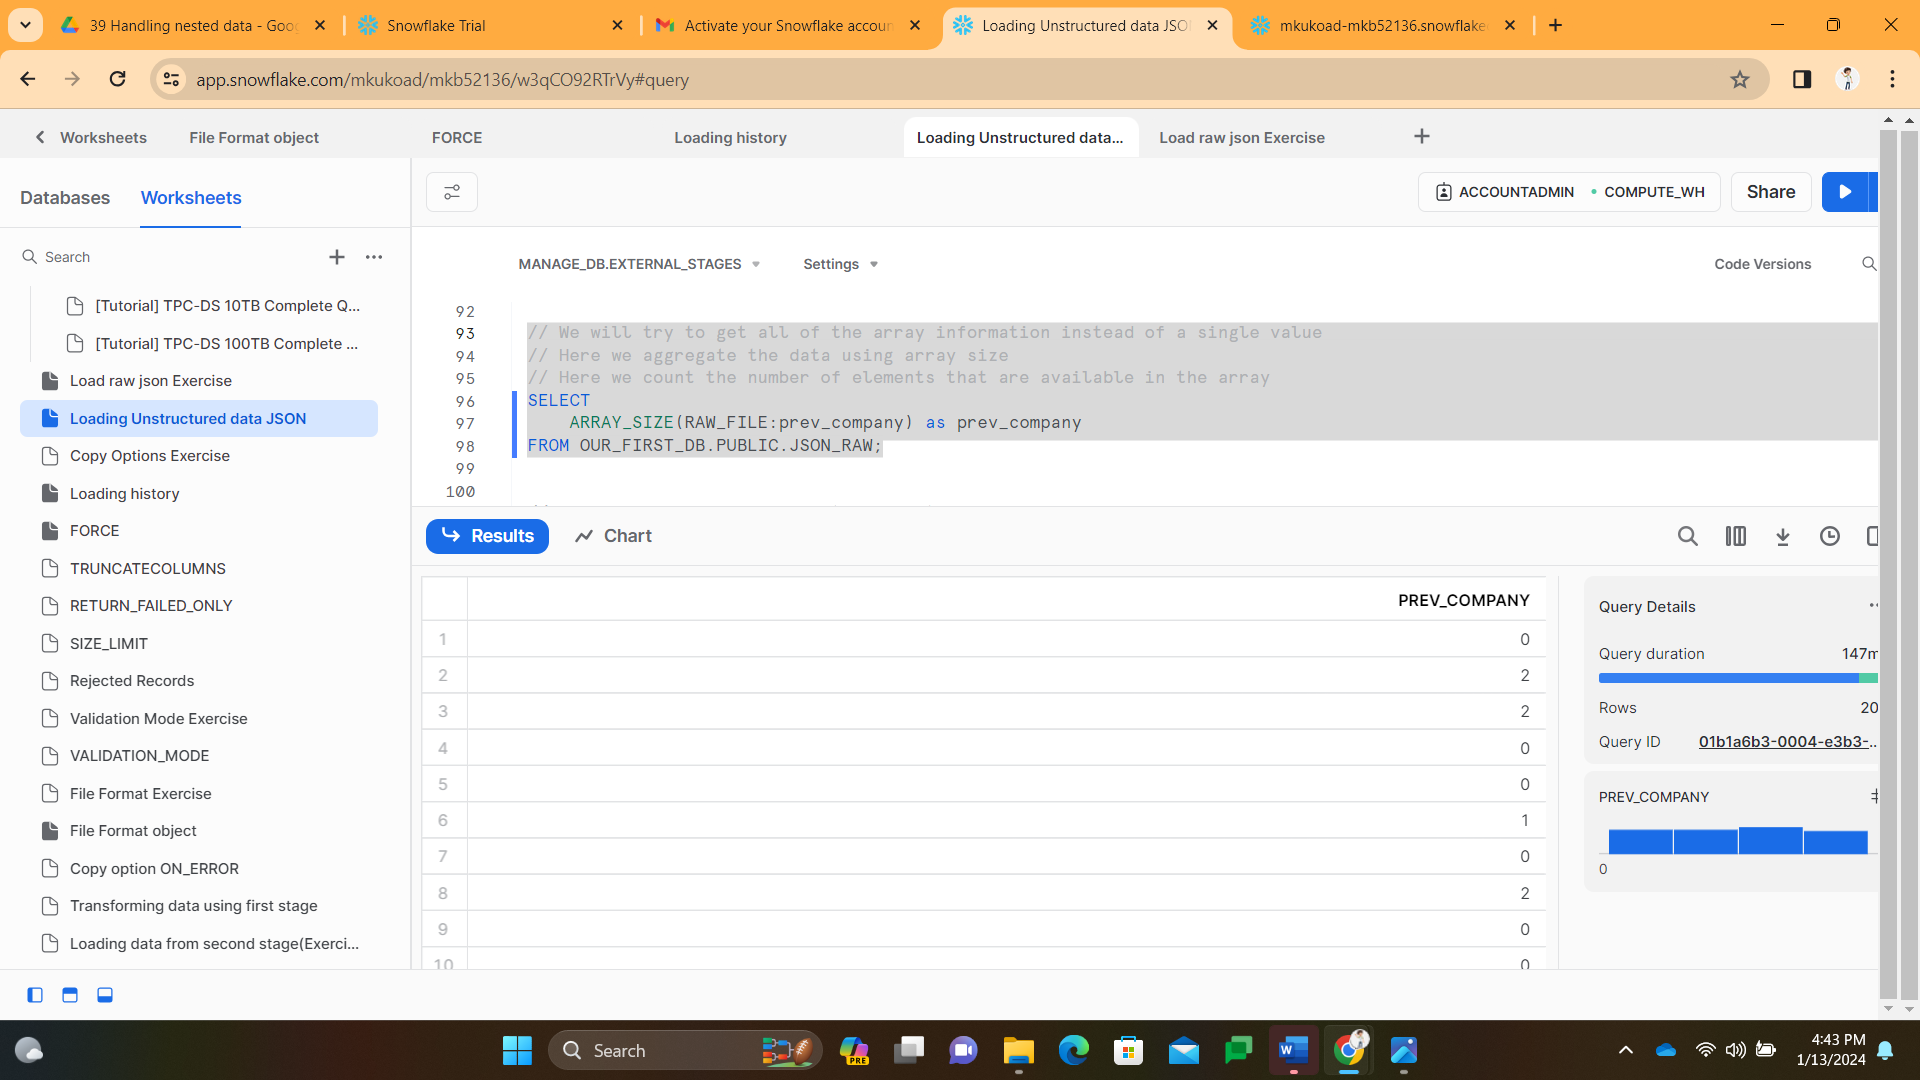 39 Handling nested data - Goo
Snowflake Trial
Activate your Snowflake accoun
Loading Unstructured data JSO
mkukoad-mkb52136.snowflake
app.snowflake.com/mkukoad/mkb52136/w3qCO92RTrVy#query
Worksheets
File Format object
FORCE
Loading history
Loading Unstructured data...
Load raw json Exercise
Databases
Worksheets
ACCOUNTADMIN
COMPUTE_WH
Share
Search
MANAGE_DB.EXTERNAL_STAGES
Settings
Code Versions
[Tutorial] TPC-DS 10TB Complete Q...
[Tutorial] TPC-DS 100TB Complete ...
Load raw json Exercise
Loading Unstructured data JSON
Copy Options Exercise
Loading history
FORCE
TRUNCATECOLUMNS
RETURN_FAILED_ONLY
SIZE_LIMIT
Rejected Records
Validation Mode Exercise
VALIDATION_MODE
File Format Exercise
File Format object
Copy option ON_ERROR
Transforming data using first stage
Loading data from second stage(Exerci...
92
93 // We will try to get all of the array information instead of a single value
94 // Here we aggregate the data using array size
95 // Here we count the number of elements that are available in the array
96 SELECT
97 ARRAY_SIZE(RAW_FILE:prev_company) as prev_company
98 FROM OUR_FIRST_DB.PUBLIC.JSON_RAW;
99
100
Results
Chart
PREV_COMPANY
1 0
2 2
3 2
4 0
5 0
6 1
7 0
8 2
9 0
10 0
Query Details
Query duration 147m
Rows 20
Query ID 01b1a6b3-0004-e3b3-...
PREV_COMPANY #
0
Search
PRE
4:43 PM
1/13/2024